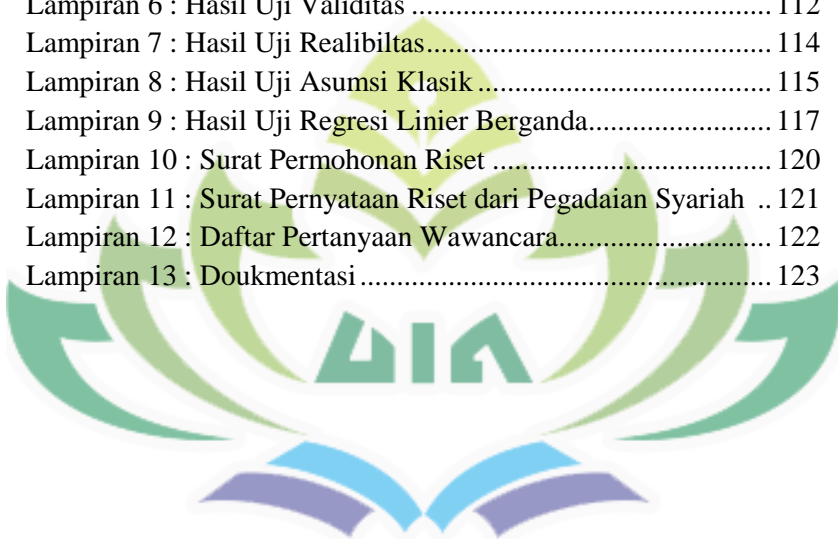 Lampiran 6 : Hasil Uji Validitas ............................................. 112
Lampiran 7 : Hasil Uji Realibiltas........................................... 114
Lampiran 8 : Hasil Uji Asumsi Klasik ..................................... 115
Lampiran 9 : Hasil Uji Regresi Linier Berganda....................... 117
Lampiran 10 : Surat Permohonan Riset ................................... 120
Lampiran 11 : Surat Pernyataan Riset dari Pegadaian Syariah .. 121
Lampiran 12 : Daftar Pertanyaan Wawancara........................... 122
Lampiran 13 : Doukmentasi .................................................... 123
UIN